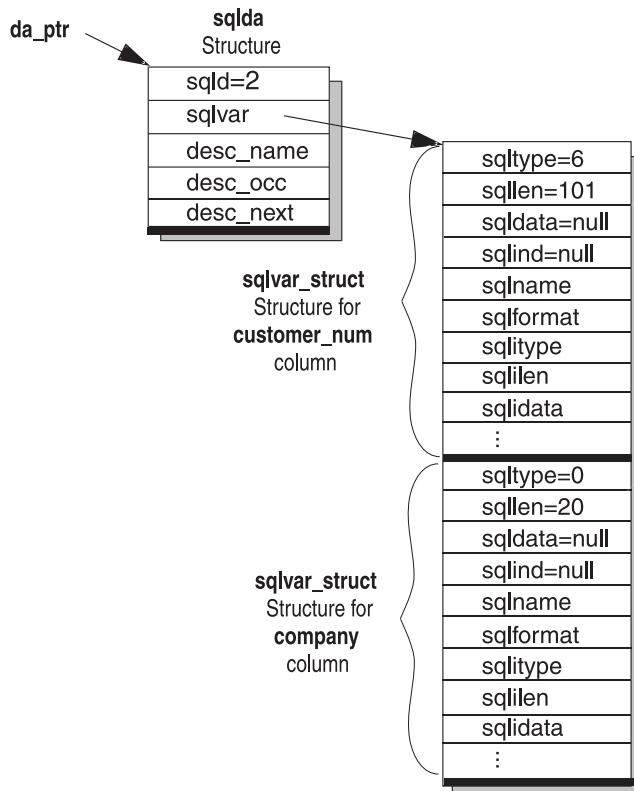 sqlda
Structure
da_ptr
sqld=2
sqlvar
desc_name
desc_occ
desc_next
sqlvar_struct
Structure for
customer_num
column
sqltype=6
sqllen=101
sqldata=null
sqlind=null
sqlname
sqlformat
sqlitype
sqlilen
sqlidata
⋮
sqlvar_struct
Structure for
company
column
sqltype=0
sqllen=20
sqldata=null
sqlind=null
sqlname
sqlformat
sqlitype
sqlilen
sqlidata
⋮